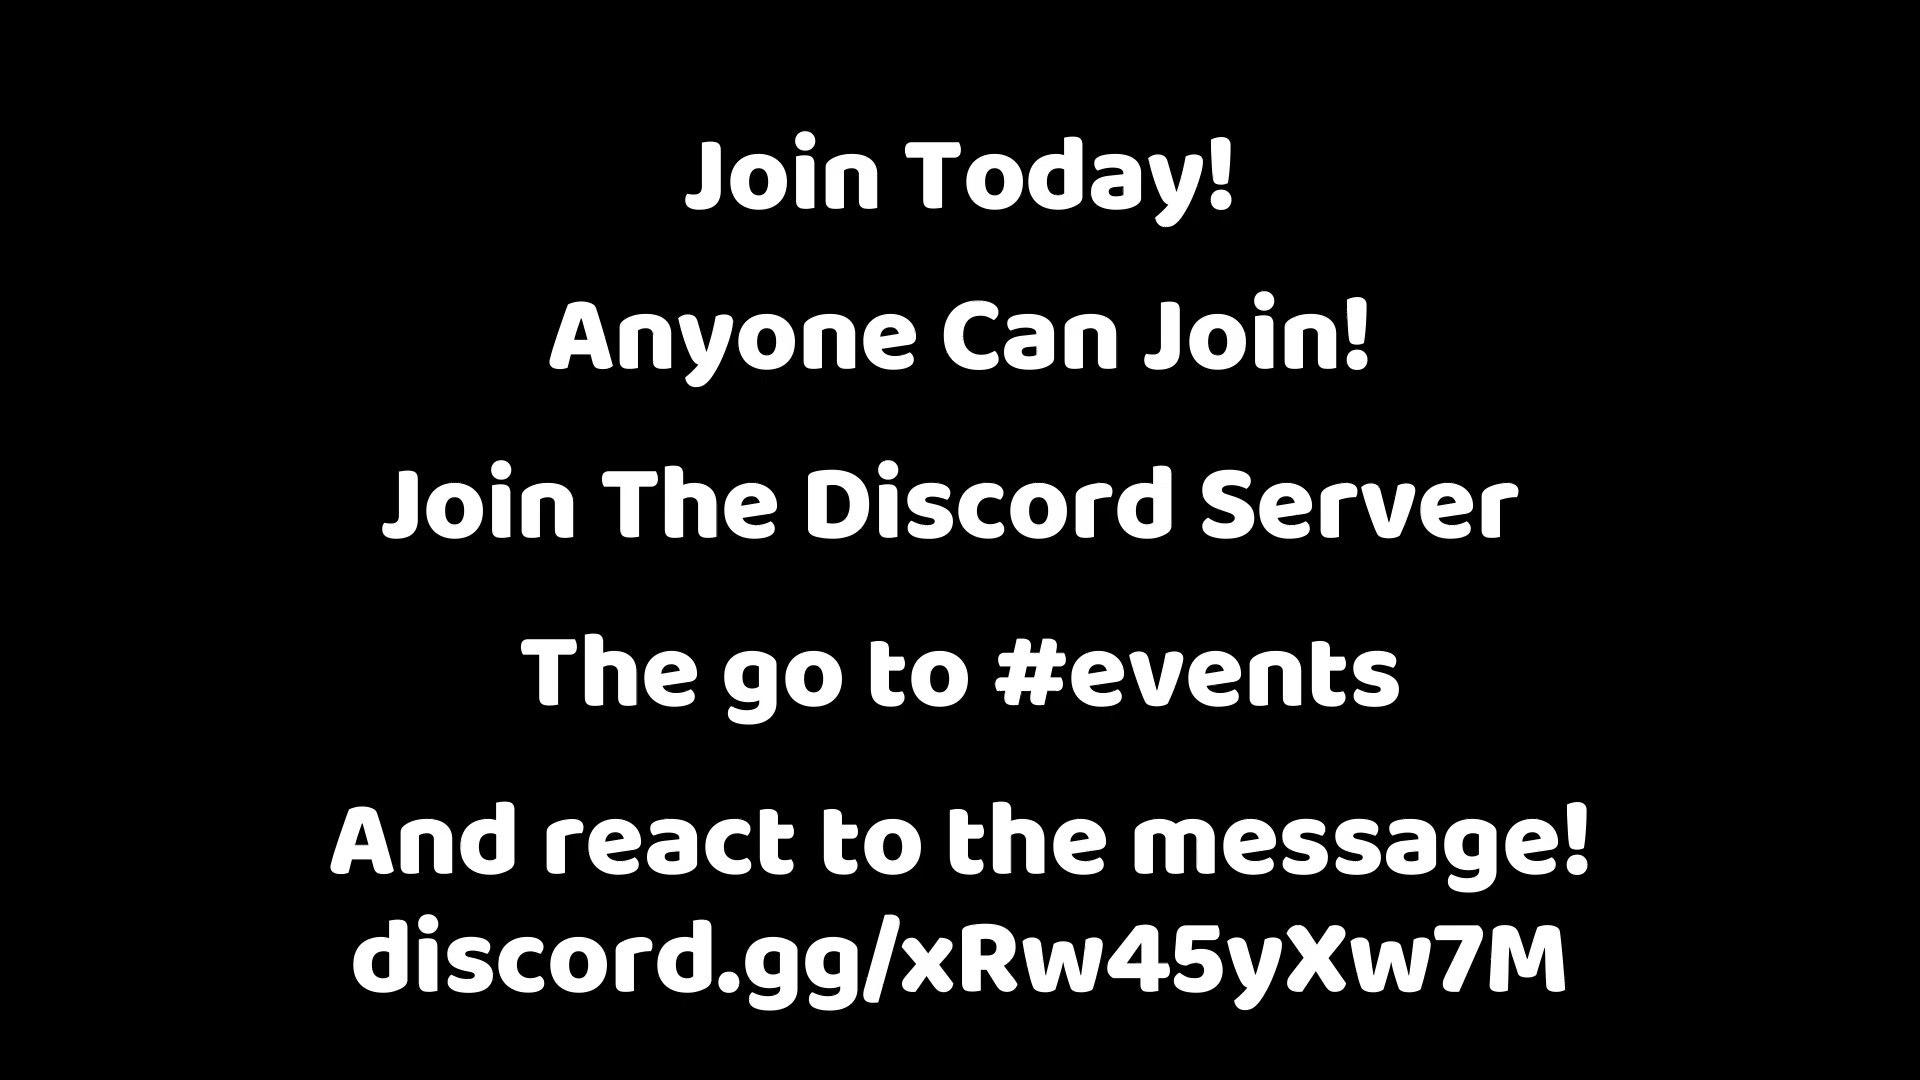 Join Today!
Anyone Can Join!
Join The Discord Server
The go to #events
And react to the message!
discord.gg/xRw45yXw7M